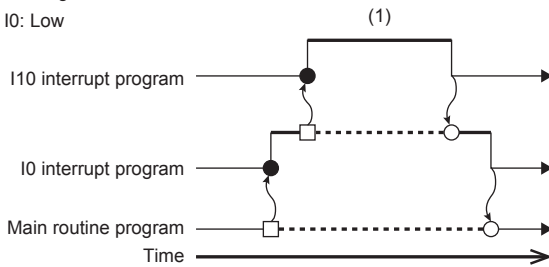 I0: Low
(1)
I10 interrupt program
I0 interrupt program
Main routine program
Time